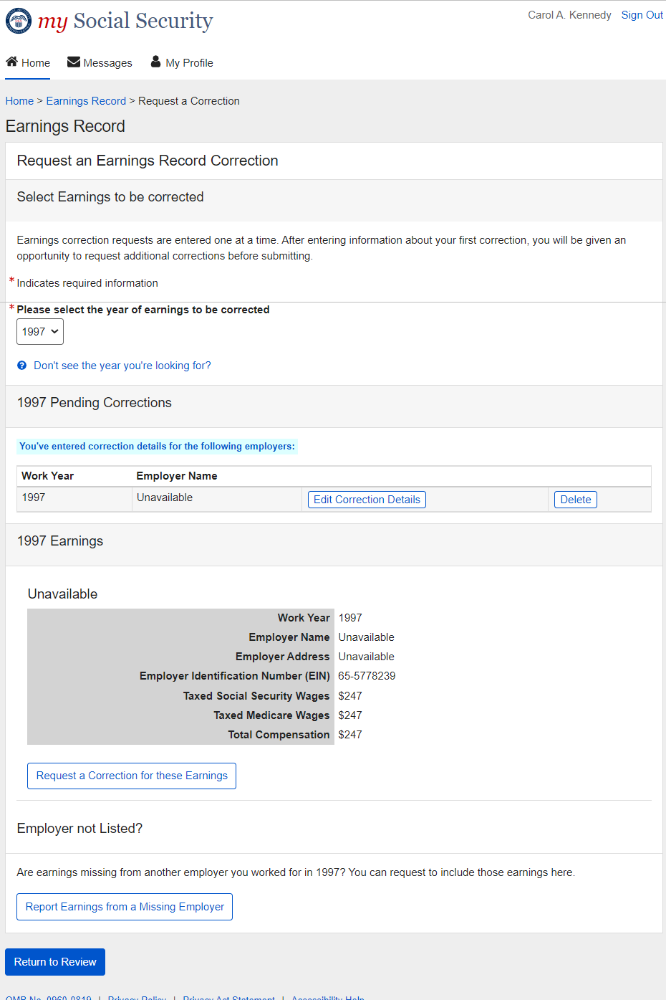 my Social Security
Carol A. Kennedy Sign Out
Home Messages My Profile
Home > Earnings Record > Request a Correction
Earnings Record
Request an Earnings Record Correction
Select Earnings to be corrected
Earnings correction requests are entered one at a time. After entering information about your first correction, you will be given an
opportunity to request additional corrections before submitting.
* Indicates required information
* Please select the year of earnings to be corrected
1997
? Don't see the year you're looking for?
1997 Pending Corrections
You've entered correction details for the following employers:
Work Year Employer Name
1997 Unavailable Edit Correction Details Delete
1997 Earnings
Unavailable
Work Year 1997
Employer Name Unavailable
Employer Address Unavailable
Employer Identification Number (EIN) 65-5778239
Taxed Social Security Wages $247
Taxed Medicare Wages $247
Total Compensation $247
Request a Correction for these Earnings
Employer not Listed?
Are earnings missing from another employer you worked for in 1997? You can request to include those earnings here.
Report Earnings from a Missing Employer
Return to Review
OMB No. 0960-0819 | Privacy Policy | Privacy Act Statement | Accessibility Help